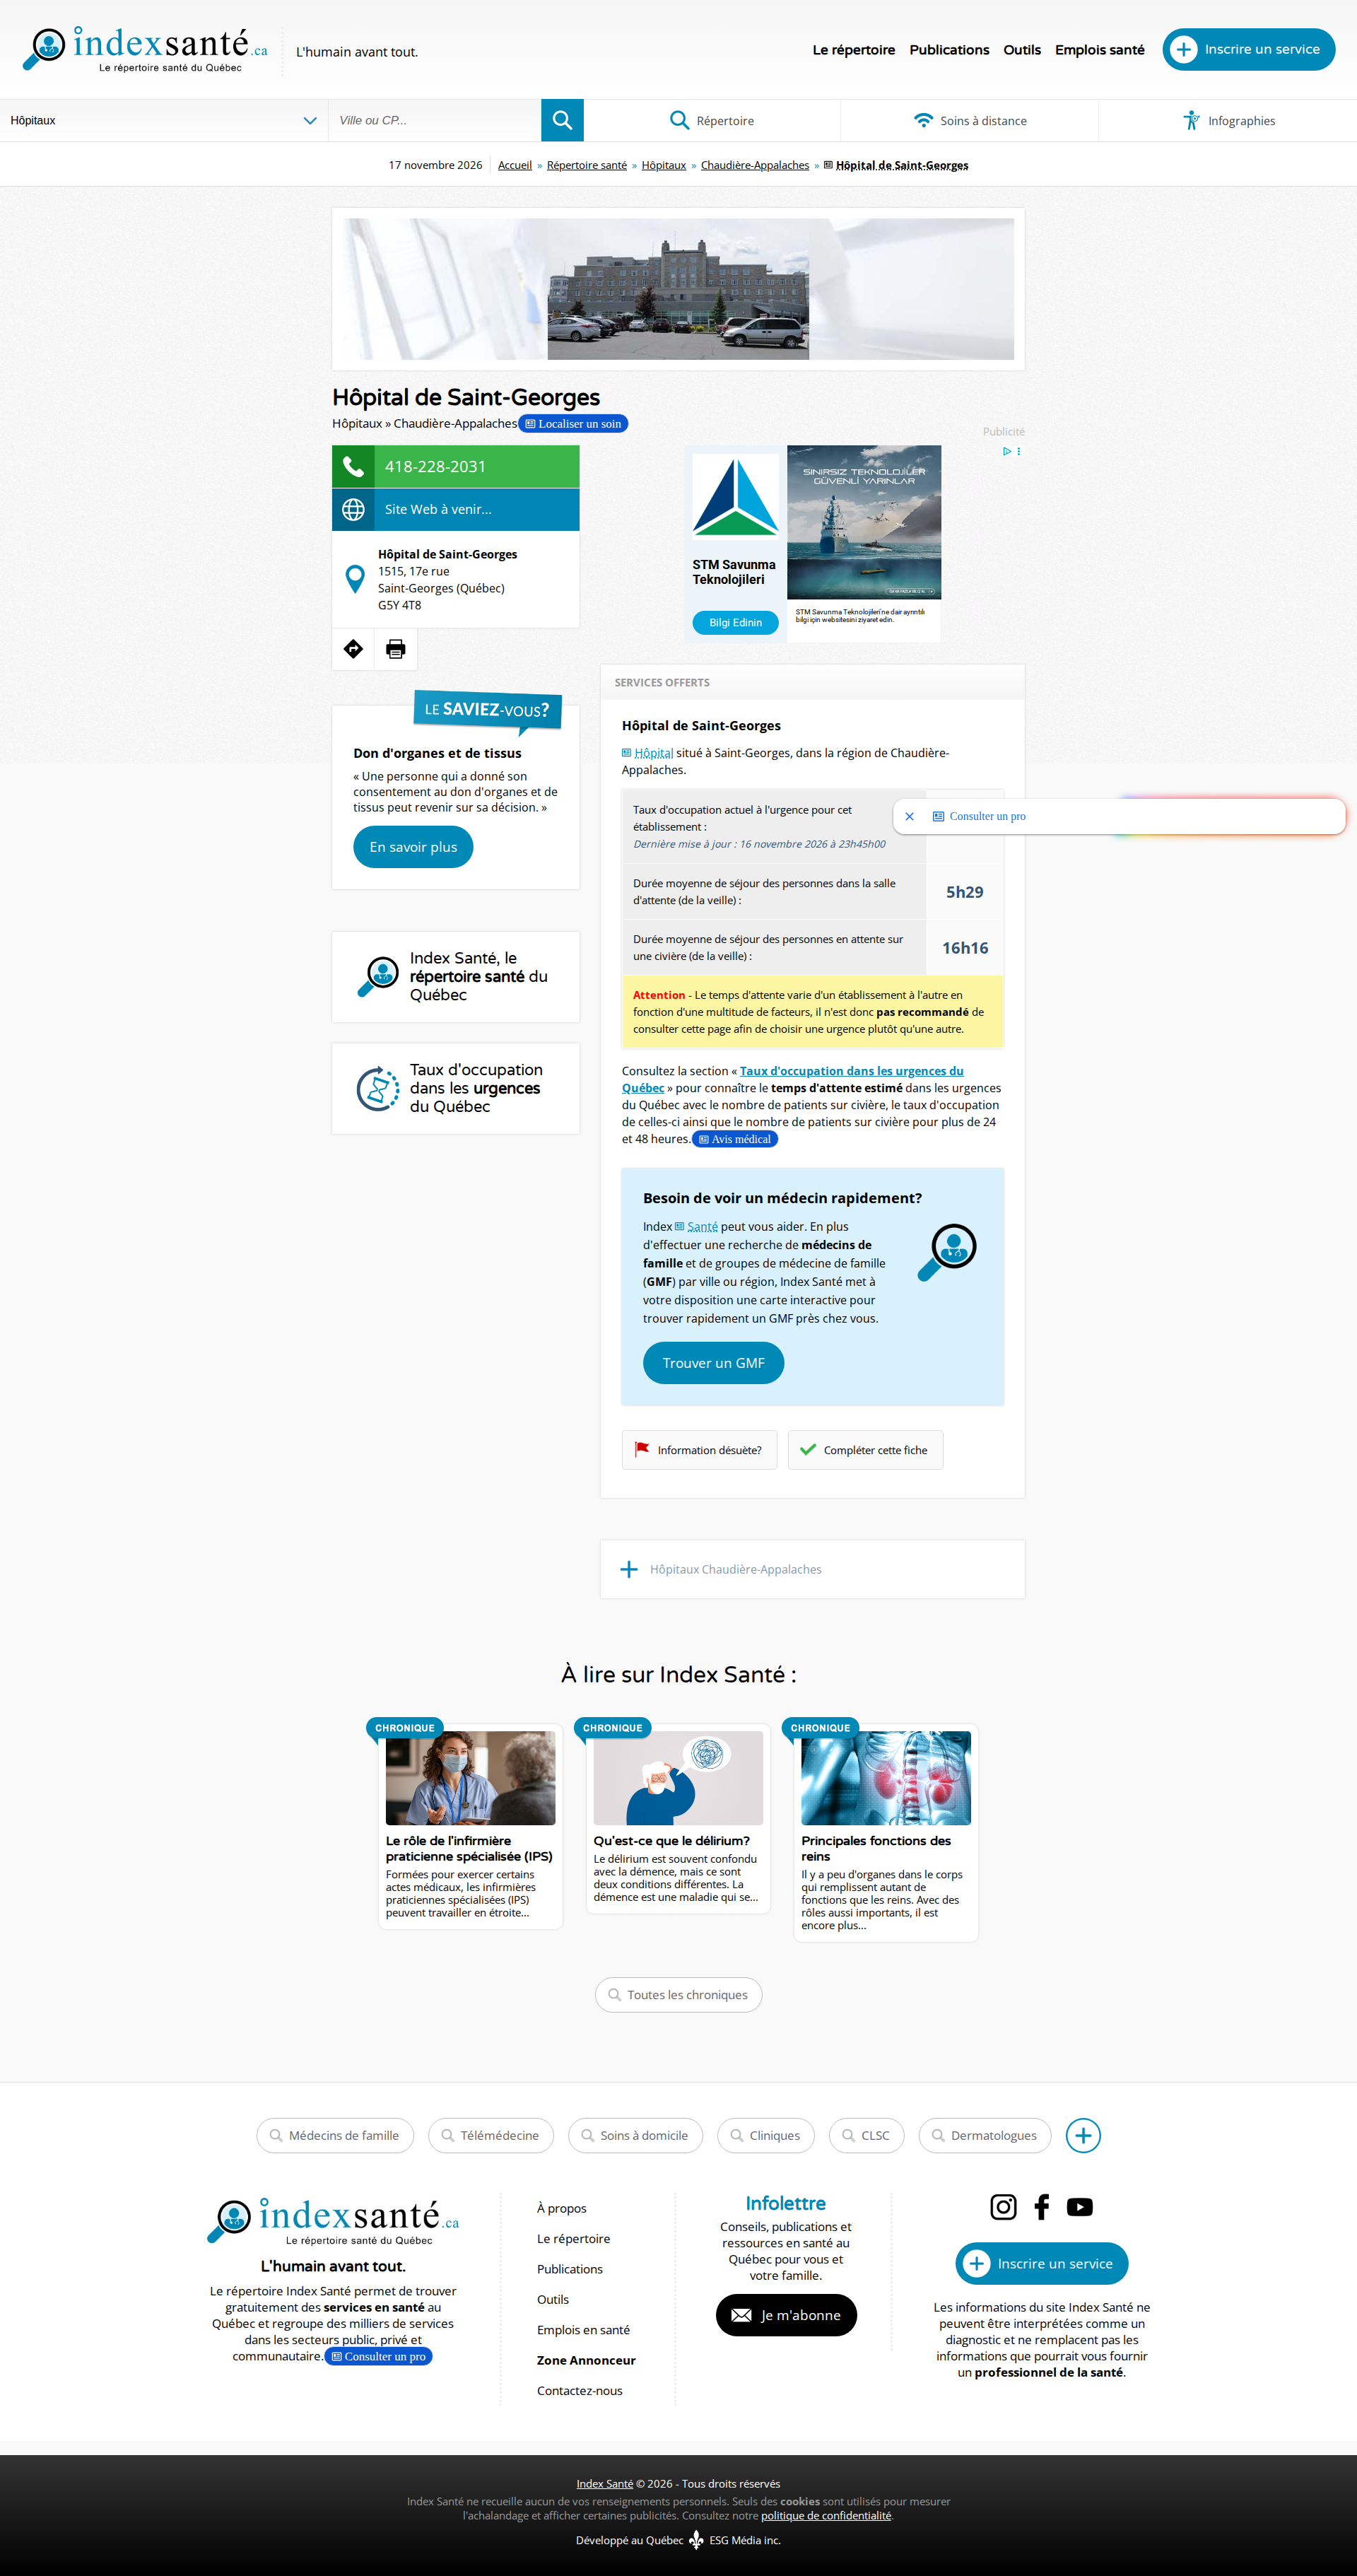 indexsanté.ca
Le répertoire santé du Québec
L'humain avant tout.
Le répertoire
Publications
Outils
Emplois santé
Inscrire un service
Hôpitaux
Ville ou CP...
Répertoire
Soins à distance
Infographies
17 novembre 2026
Accueil » Répertoire santé » Hôpitaux » Chaudière-Appalaches » Hôpital de Saint-Georges
Hôpital de Saint-Georges
Hôpitaux » Chaudière-Appalaches Localiser un soin
Publicité
418-228-2031
Site Web à venir...
Hôpital de Saint-Georges
1515, 17e rue
Saint-Georges (Québec)
G5Y 4T8
SINIRSIZ TEKNOLOJİLER
GÜVENLİ YARINLAR
STM Savunma
Teknolojileri
Bilgi Edinin
STM Savunma Teknolojileri'ne dair ayrıntılı
bilgi için websitesini ziyaret edin.
LE SAVIEZ-VOUS?
Don d'organes et de tissus
« Une personne qui a donné son
consentement au don d'organes et de
tissus peut revenir sur sa décision. »
En savoir plus
Index Santé, le
répertoire santé du
Québec
Taux d'occupation
dans les urgences
du Québec
SERVICES OFFERTS
Hôpital de Saint-Georges
Hôpital situé à Saint-Georges, dans la région de Chaudière-
Appalaches.
Taux d'occupation actuel à l'urgence pour cet
établissement :
Dernière mise à jour : 16 novembre 2026 à 23h45h00
Consulter un pro
Durée moyenne de séjour des personnes dans la salle
d'attente (de la veille) :
5h29
Durée moyenne de séjour des personnes en attente sur
une civière (de la veille) :
16h16
Attention - Le temps d'attente varie d'un établissement à l'autre en
fonction d'une multitude de facteurs, il n'est donc pas recommandé de
consulter cette page afin de choisir une urgence plutôt qu'une autre.
Consultez la section « Taux d'occupation dans les urgences du
Québec » pour connaître le temps d'attente estimé dans les urgences
du Québec avec le nombre de patients sur civière, le taux d'occupation
de celles-ci ainsi que le nombre de patients sur civière pour plus de 24
et 48 heures. Avis médical
Besoin de voir un médecin rapidement?
Index Santé peut vous aider. En plus
d'effectuer une recherche de médecins de
famille et de groupes de médecine de famille
(GMF) par ville ou région, Index Santé met à
votre disposition une carte interactive pour
trouver rapidement un GMF près chez vous.
Trouver un GMF
Information désuète?
Compléter cette fiche
Hôpitaux Chaudière-Appalaches
À lire sur Index Santé :
CHRONIQUE
Le rôle de l'infirmière
praticienne spécialisée (IPS)
Formées pour exercer certains
actes médicaux, les infirmières
praticiennes spécialisées (IPS)
peuvent travailler en étroite...
CHRONIQUE
Qu'est-ce que le délirium?
Le délirium est souvent confondu
avec la démence, mais ce sont
deux conditions différentes. La
démence est une maladie qui se...
CHRONIQUE
Principales fonctions des
reins
Il y a peu d'organes dans le corps
qui remplissent autant de
fonctions que les reins. Avec des
rôles aussi importants, il est
encore plus...
Toutes les chroniques
Médecins de famille
Télémédecine
Soins à domicile
Cliniques
CLSC
Dermatologues
indexsanté.ca
Le répertoire santé du Québec
L'humain avant tout.
Le répertoire Index Santé permet de trouver
gratuitement des services en santé au
Québec et regroupe des milliers de services
dans les secteurs public, privé et
communautaire. Consulter un pro
À propos
Le répertoire
Publications
Outils
Emplois en santé
Zone Annonceur
Contactez-nous
Infolettre
Conseils, publications et
ressources en santé au
Québec pour vous et
votre famille.
Je m'abonne
Inscrire un service
Les informations du site Index Santé ne
peuvent être interprétées comme un
diagnostic et ne remplacent pas les
informations que pourrait vous fournir
un professionnel de la santé.
Index Santé © 2026 - Tous droits réservés
Index Santé ne recueille aucun de vos renseignements personnels. Seuls des cookies sont utilisés pour mesurer
l'achalandage et afficher certaines publicités. Consultez notre politique de confidentialité.
Développé au Québec ESG Média inc.